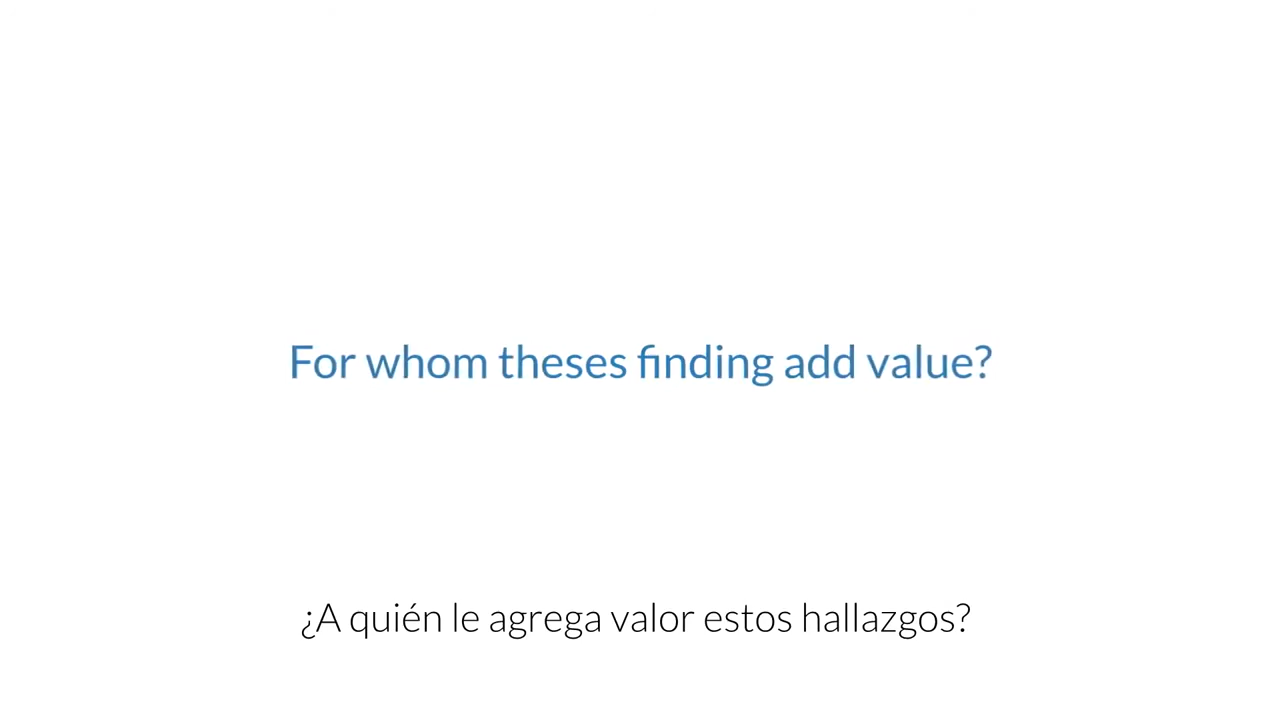 For whom theses finding add value?
¿A quién le agrega valor estos hallazgos?